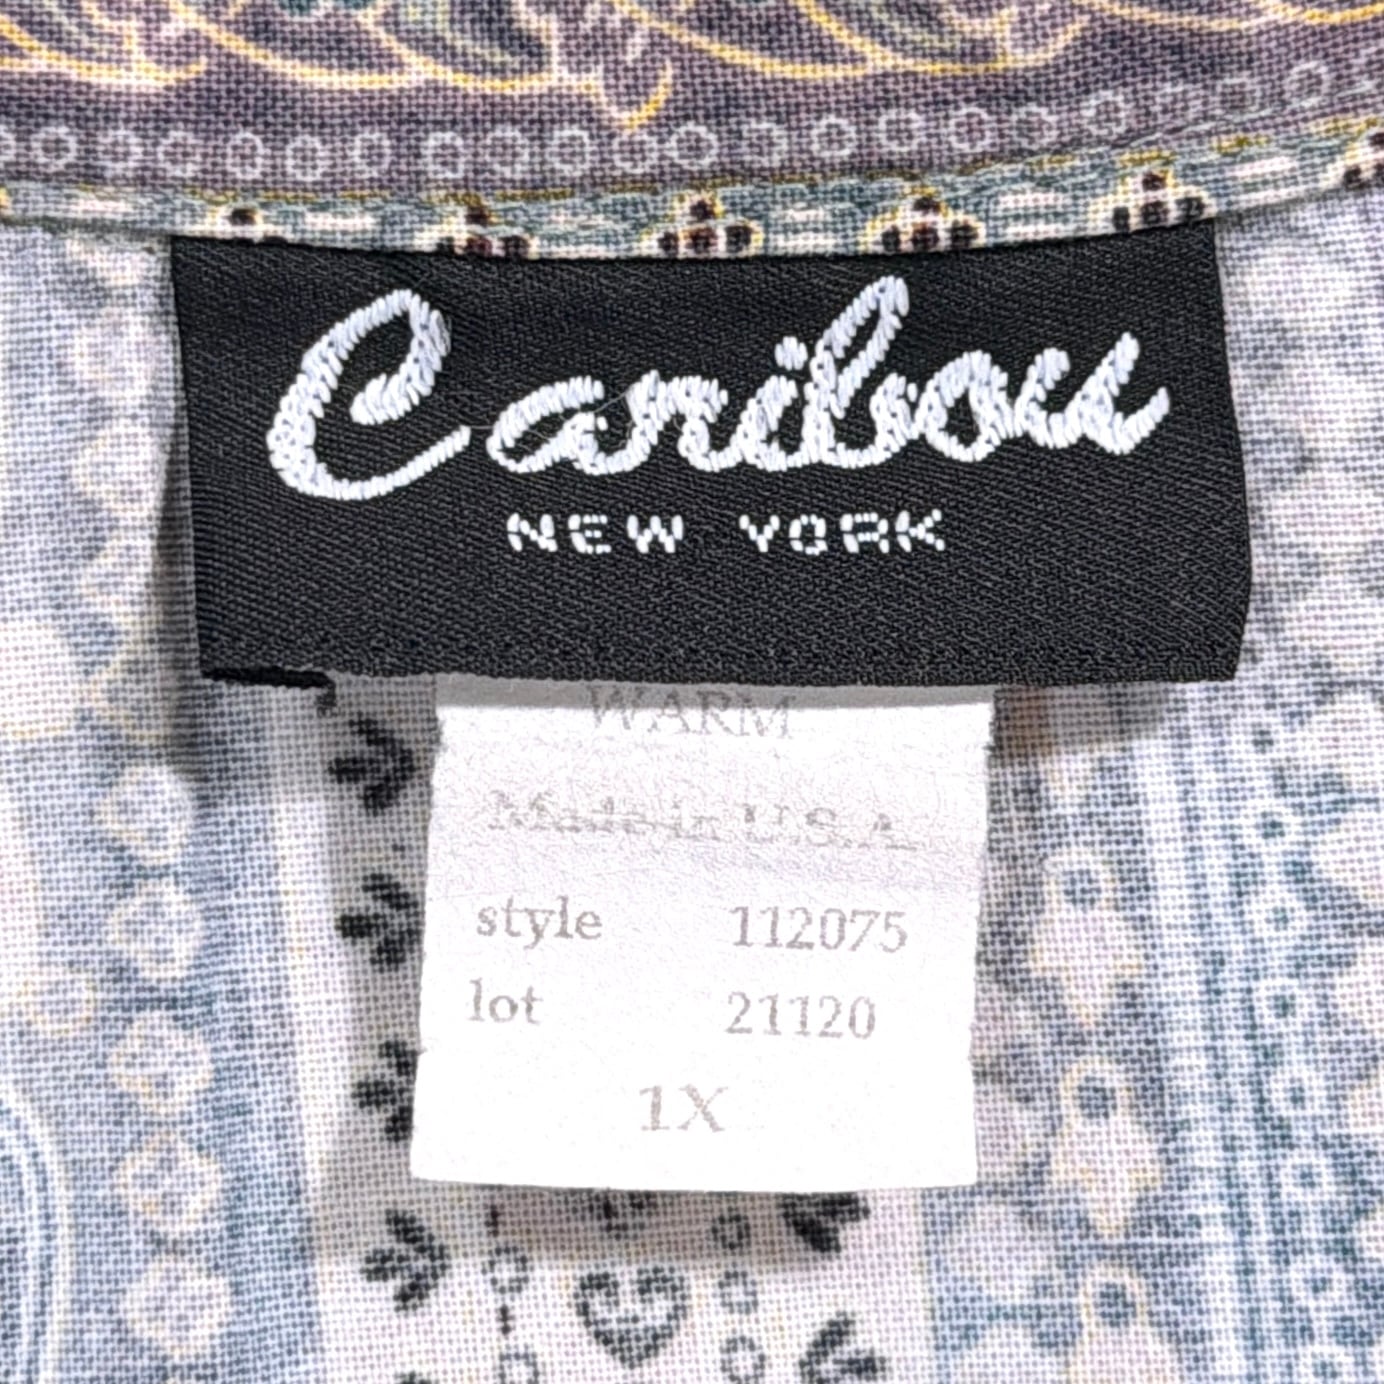 Caribou
NEW YORK
WARM
Made in U.S.A
style 112075
lot 21120
1X